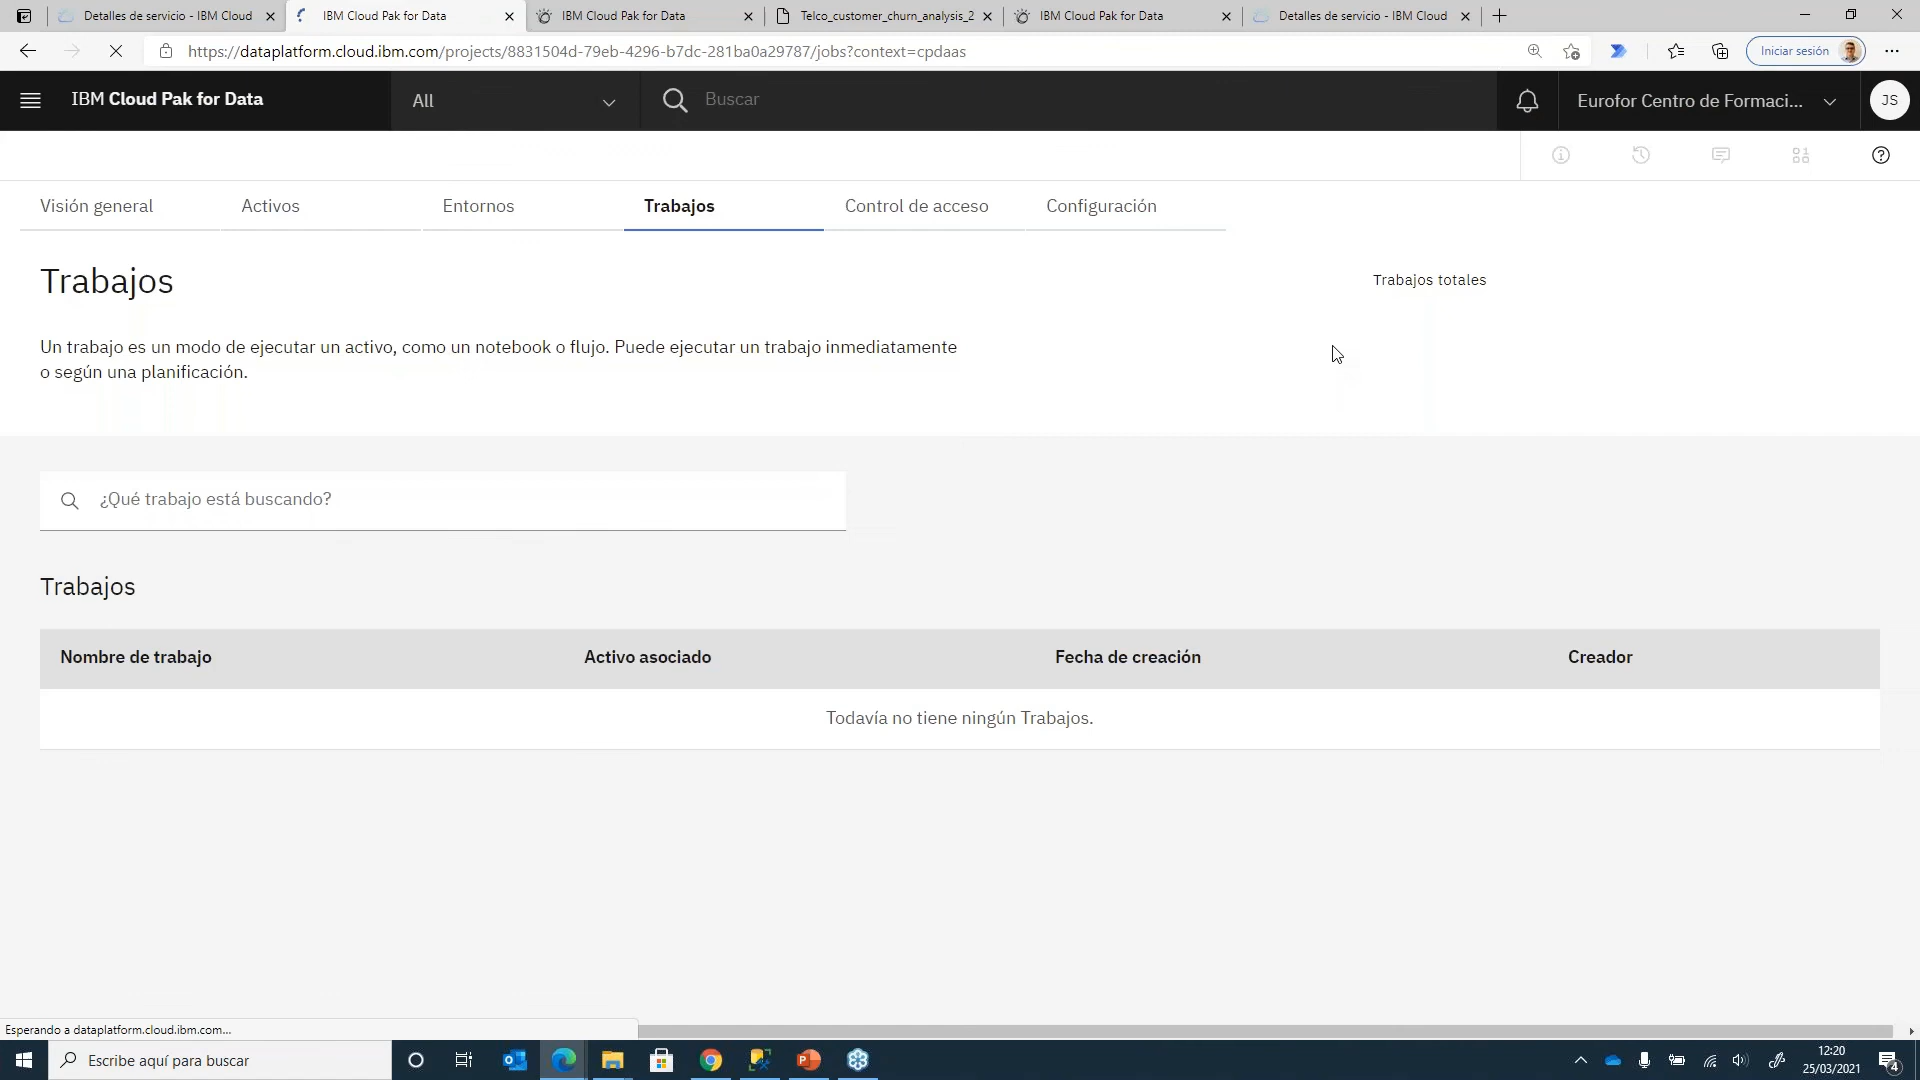 Detalles de servicio - IBM Cloud
IBM Cloud Pak for Data
IBM Cloud Pak for Data
Telco_customer_churn_analysis_2
IBM Cloud Pak for Data
Detalles de servicio - IBM Cloud
https://dataplatform.cloud.ibm.com/projects/8831504d-79eb-4296-b7dc-281ba0a29787/jobs?context=cpdaas
Iniciar sesión
IBM Cloud Pak for Data
All
Buscar
Eurofor Centro de Formaci...
JS
Visión general
Activos
Entornos
Trabajos
Control de acceso
Configuración
Trabajos
Trabajos totales
Un trabajo es un modo de ejecutar un activo, como un notebook o flujo. Puede ejecutar un trabajo inmediatamente
o según una planificación.
¿Qué trabajo está buscando?
Trabajos
Nombre de trabajo
Activo asociado
Fecha de creación
Creador
Todavía no tiene ningún Trabajos.
Esperando a dataplatform.cloud.ibm.com...
Escribe aquí para buscar
12:20
25/03/2021
4